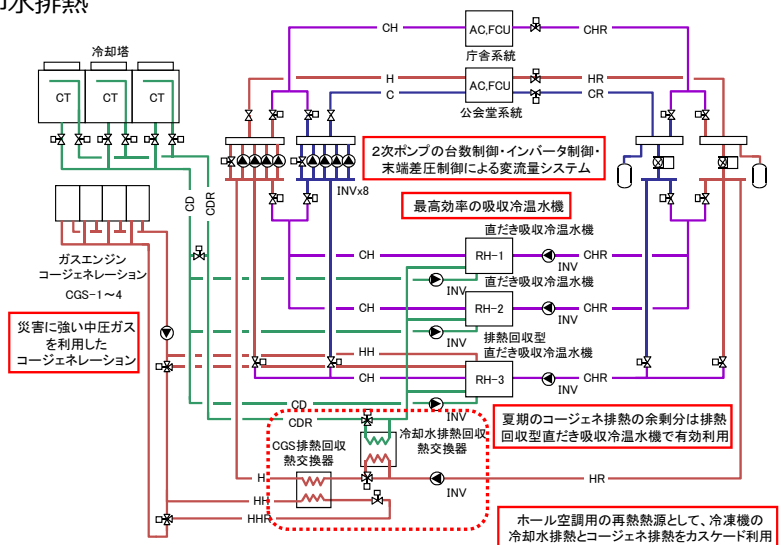 却水排熱
冷却塔
CT
CT
CT
CH
AC,FCU
CHR
庁舎系統
H
AC,FCU
HR
C
CR
公会堂系統
2次ポンプの台数制御・インバータ制御・
末端差圧制御による変流量システム
INVx8
最高効率の吸収冷温水機
CD
CDR
直だき吸収冷温水機
CH
RH-1
CHR
INV
INV
直だき吸収冷温水機
CH
RH-2
CHR
INV
INV
排熱回収型
直だき吸収冷温水機
HH
CH
RH-3
CHR
INV
INV
ガスエンジン
コージェネレーション
CGS-1~4
災害に強い中圧ガス
を利用した
コージェネレーション
CD
CDR
夏期のコージェネ排熱の余剰分は排熱
回収型直だき吸収冷温水機で有効利用
冷却水排熱回収
熱交換器
CGS排熱回収
熱交換器
H
HR
INV
HH
HHR
ホール空調用の再熱熱源として、冷凍機の
冷却水排熱とコージェネ排熱をカスケード利用